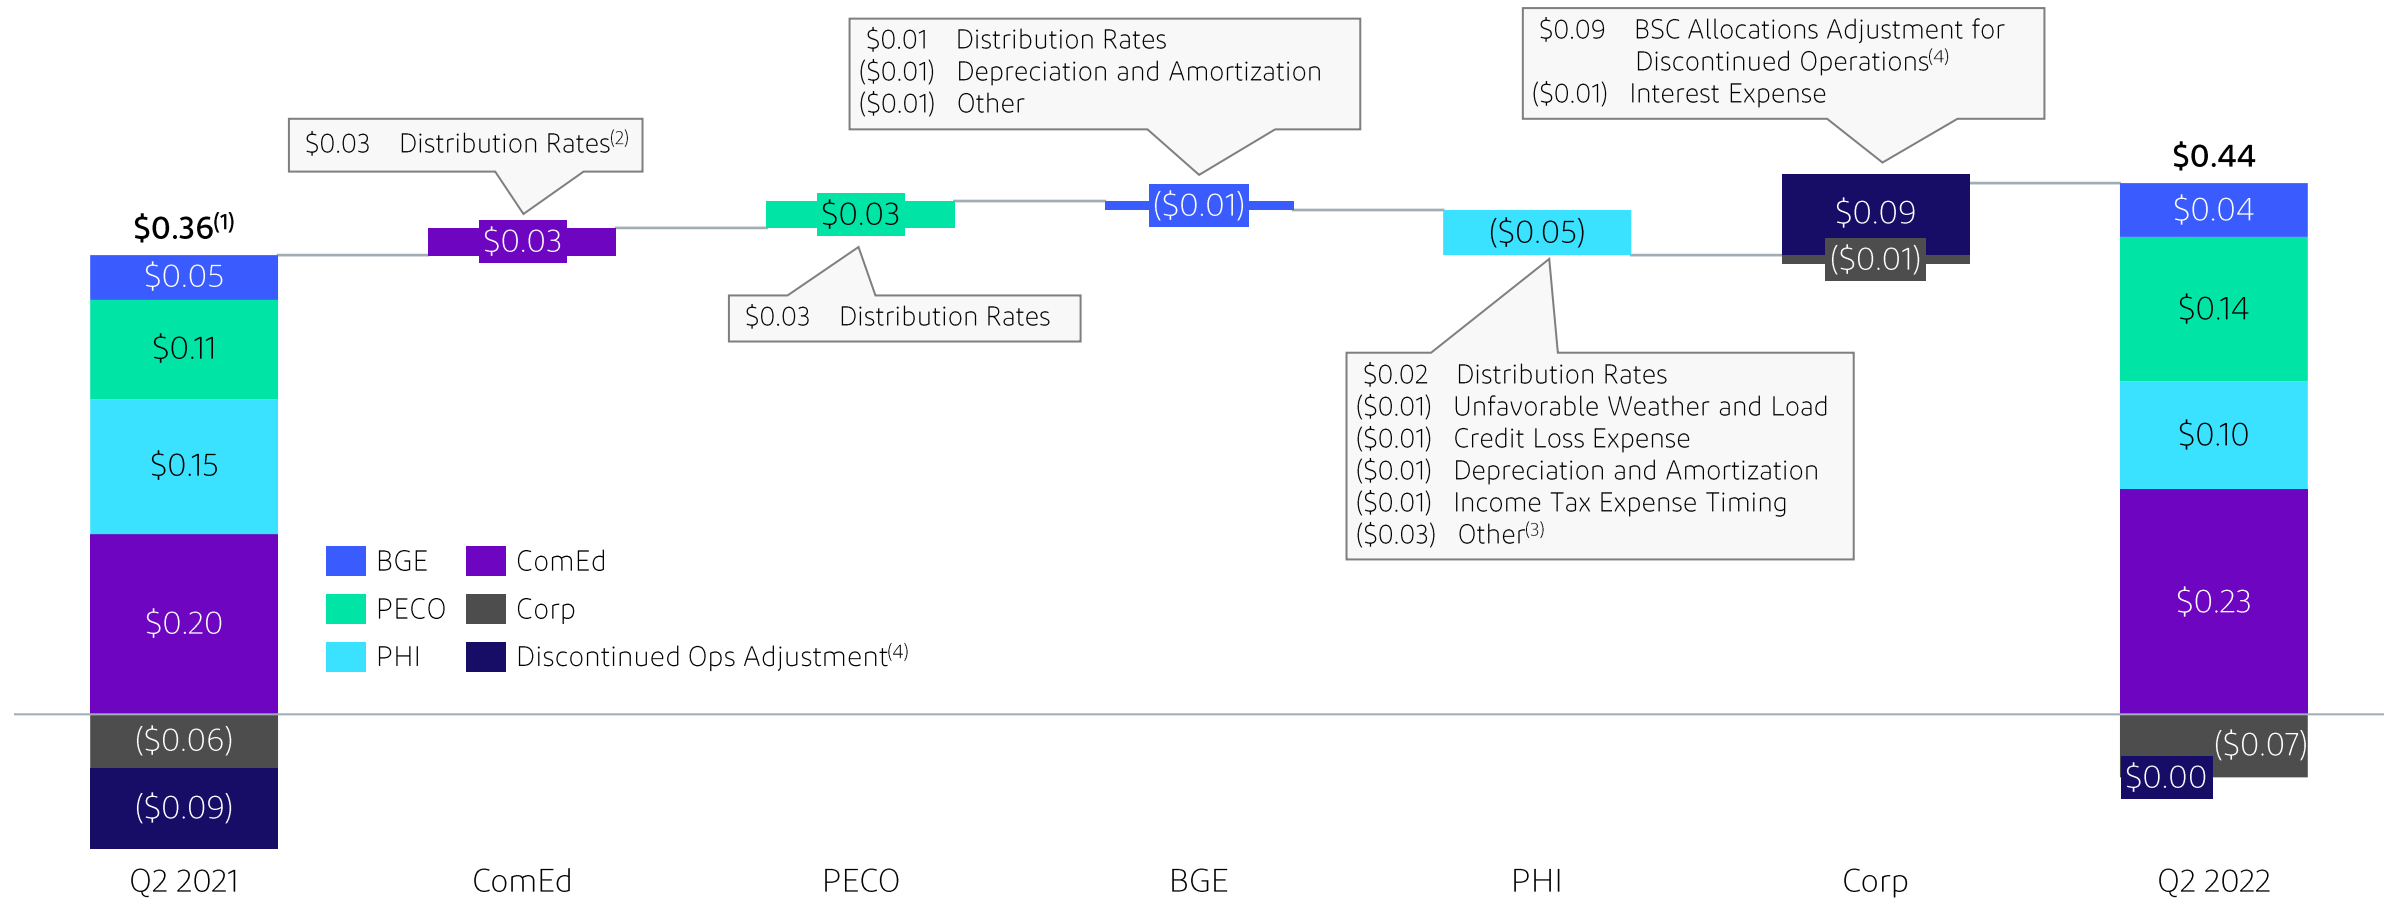 $0.01 Distribution Rates
($0.01) Depreciation and Amortization
($0.01) Other
$0.09 BSC Allocations Adjustment for
Discontinued Operations(4)
($0.01) Interest Expense
$0.03 Distribution Rates(2)
$0.03 Distribution Rates
$0.02 Distribution Rates
($0.01) Unfavorable Weather and Load
($0.01) Credit Loss Expense
($0.01) Depreciation and Amortization
($0.01) Income Tax Expense Timing
($0.03) Other(3)
$0.36(1)
$0.05
$0.11
$0.15
$0.20
($0.06)
($0.09)
$0.03
$0.03
($0.01)
($0.05)
$0.09
($0.01)
$0.44
$0.04
$0.14
$0.10
$0.23
($0.07)
$0.00
BGE ComEd
PECO Corp
PHI Discontinued Ops Adjustment(4)
Q2 2021 ComEd PECO BGE PHI Corp Q2 2022